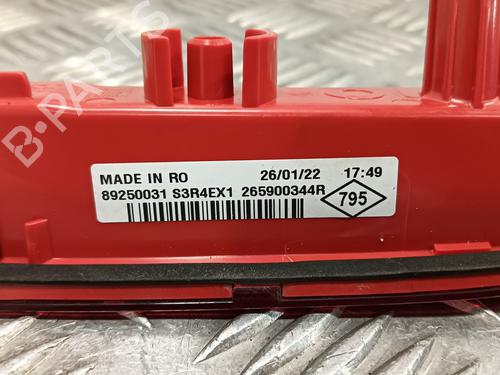 B-PARTS
MADE IN RO 26/01/22 17:49
89250031 S3R4EX1 265900344R 795